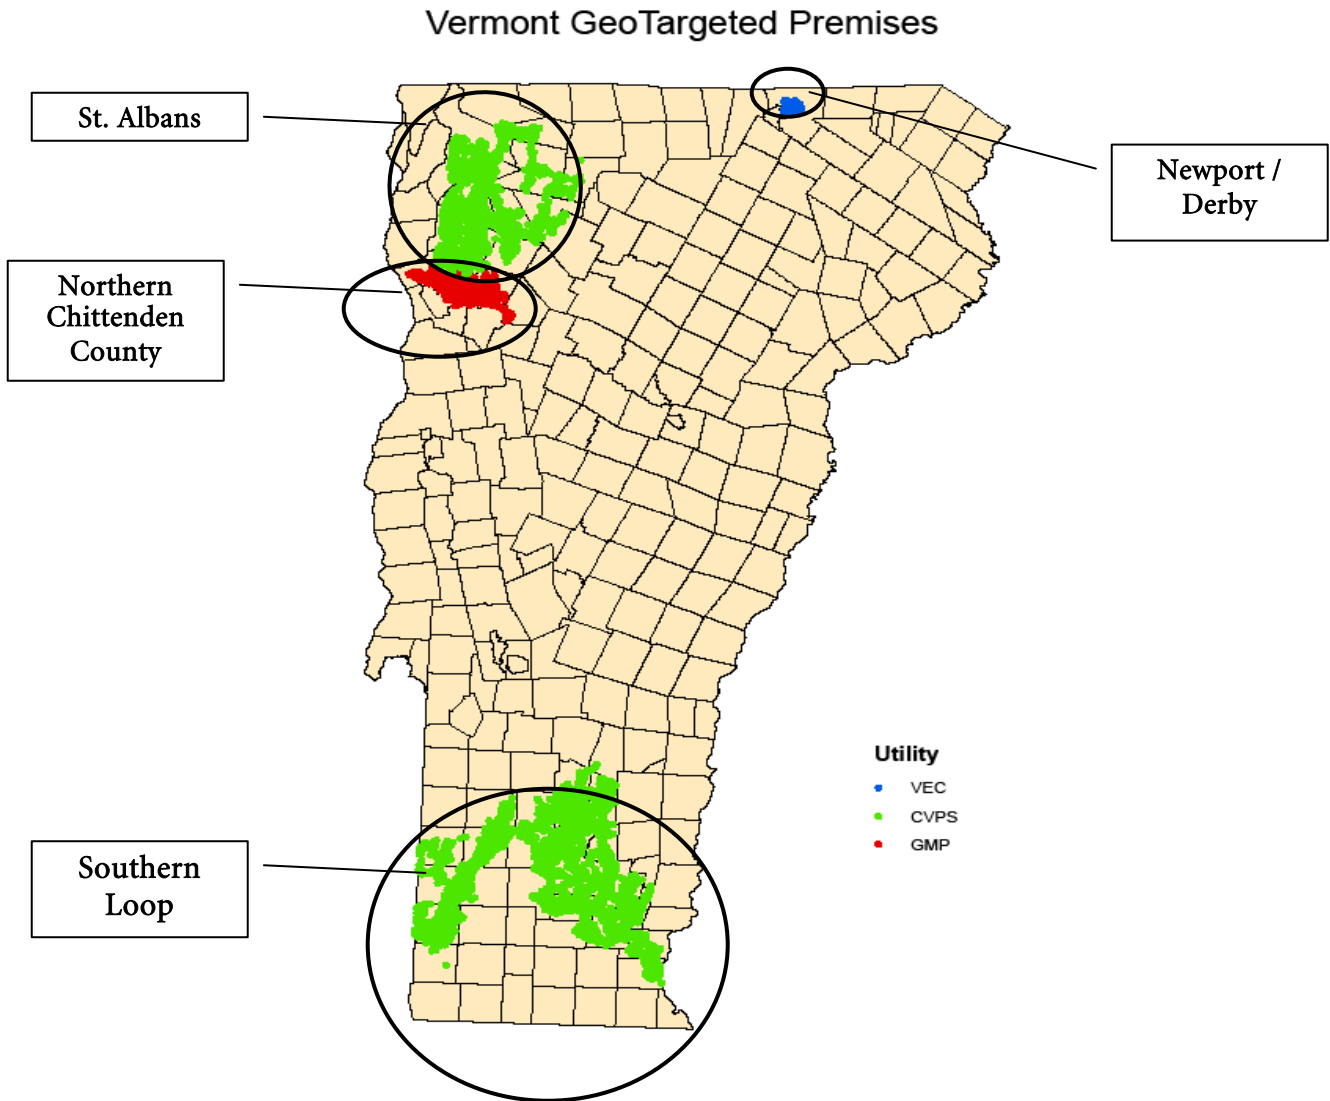 Vermont GeoTargeted Premises
St. Albans
Newport /
Derby
Northern
Chittenden
County
Utility
VEC
CVPS
GMP
Southern
Loop